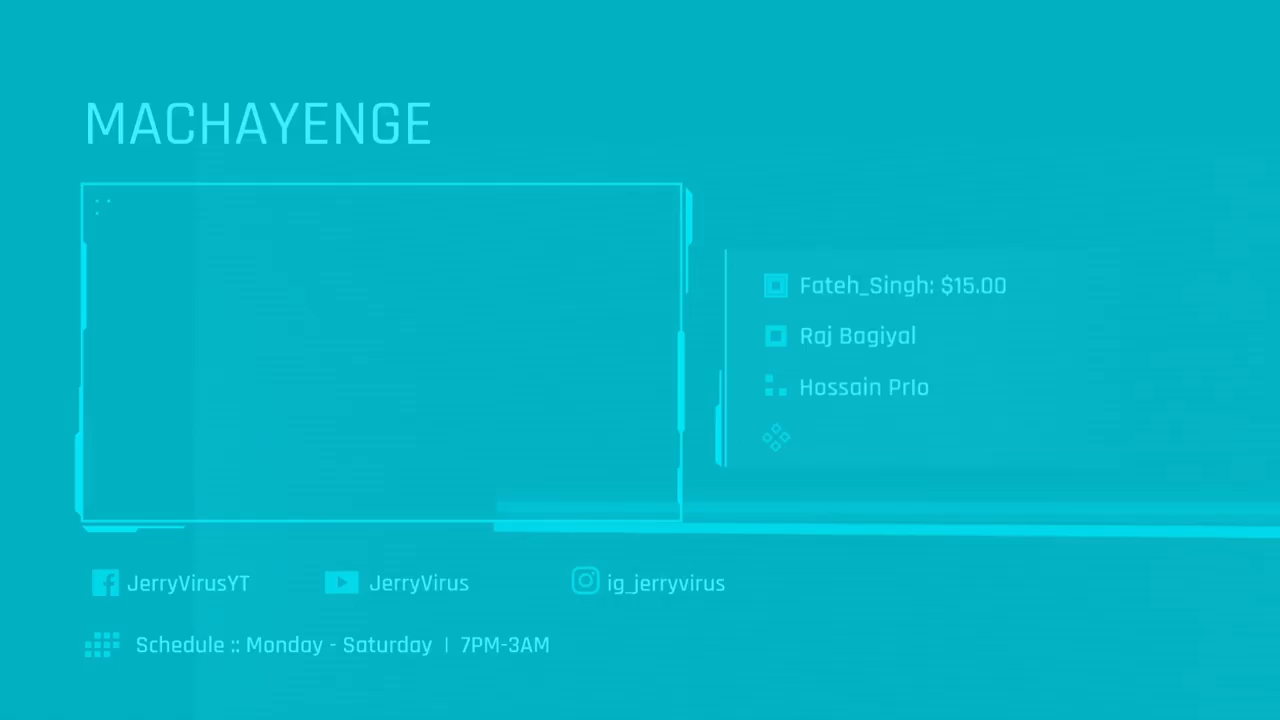 MACHAYENGE
Fateh_Singh: $15.00
Raj Bagiyal
Hossain PrIo
JerryVirusYT JerryVirus ig_jerryvirus
Schedule :: Monday - Saturday | 7PM-3AM